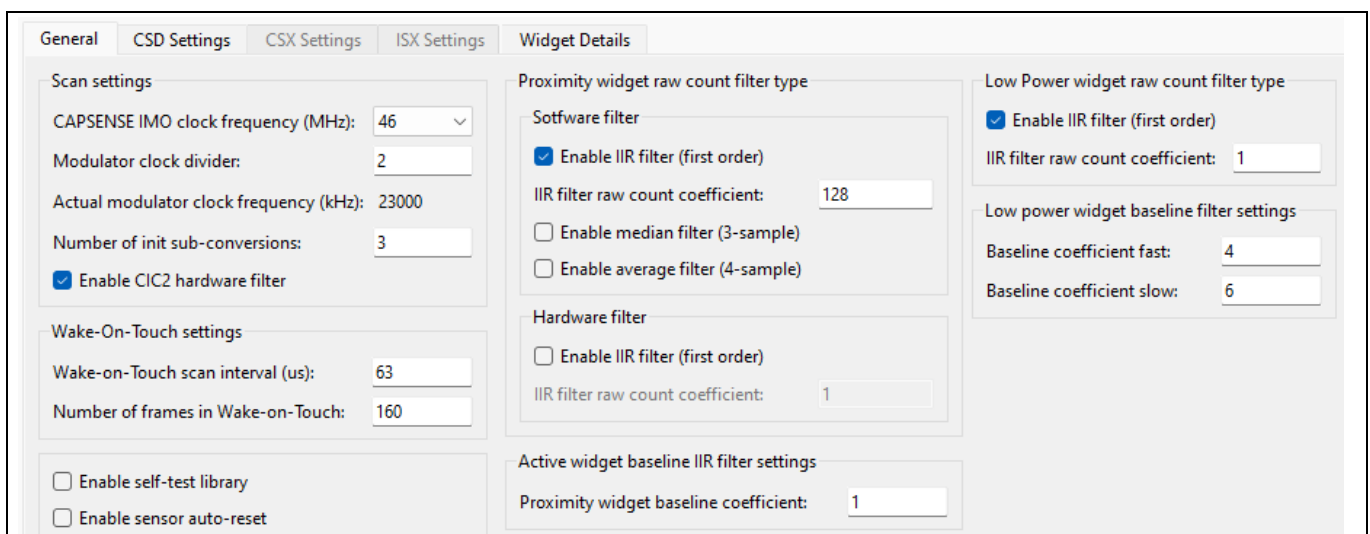 General CSD Settings CSX Settings ISX Settings Widget Details
Scan settings
CAPSENSE IMO clock frequency (MHz): 46
Modulator clock divider: 2
Actual modulator clock frequency (kHz): 23000
Number of init sub-conversions: 3
Enable CIC2 hardware filter
Wake-On-Touch settings
Wake-on-Touch scan interval (us): 63
Number of frames in Wake-on-Touch: 160
Enable self-test library
Enable sensor auto-reset
Proximity widget raw count filter type
Sotfware filter
Enable IIR filter (first order)
IIR filter raw count coefficient: 128
Enable median filter (3-sample)
Enable average filter (4-sample)
Hardware filter
Enable IIR filter (first order)
IIR filter raw count coefficient: 1
Active widget baseline IIR filter settings
Proximity widget baseline coefficient: 1
Low Power widget raw count filter type
Enable IIR filter (first order)
IIR filter raw count coefficient: 1
Low power widget baseline filter settings
Baseline coefficient fast: 4
Baseline coefficient slow: 6